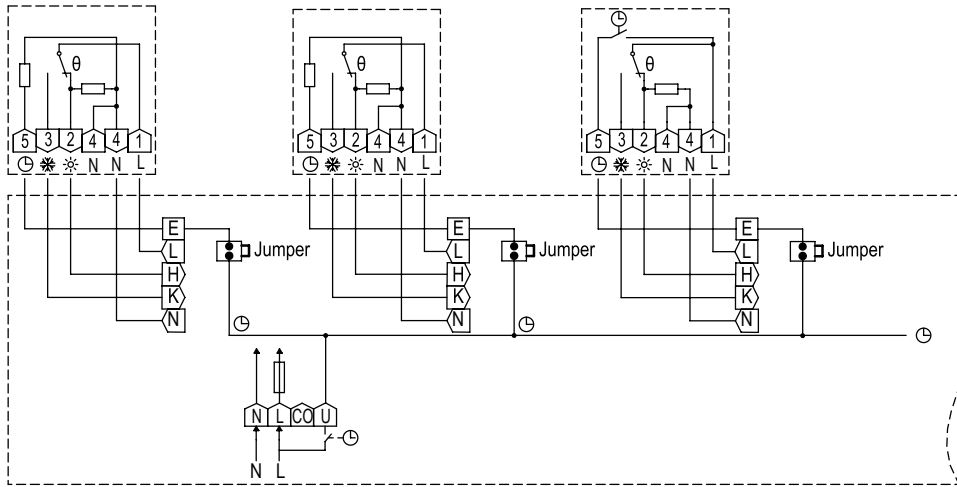 θ θ θ
5 3 2 4 4 1 5 3 2 4 4 1 5 3 2 4 4 1
N N L N N L N N L
E E E
L Jumper L Jumper L Jumper
H H H
K K K
N N N
N L CO U
N L